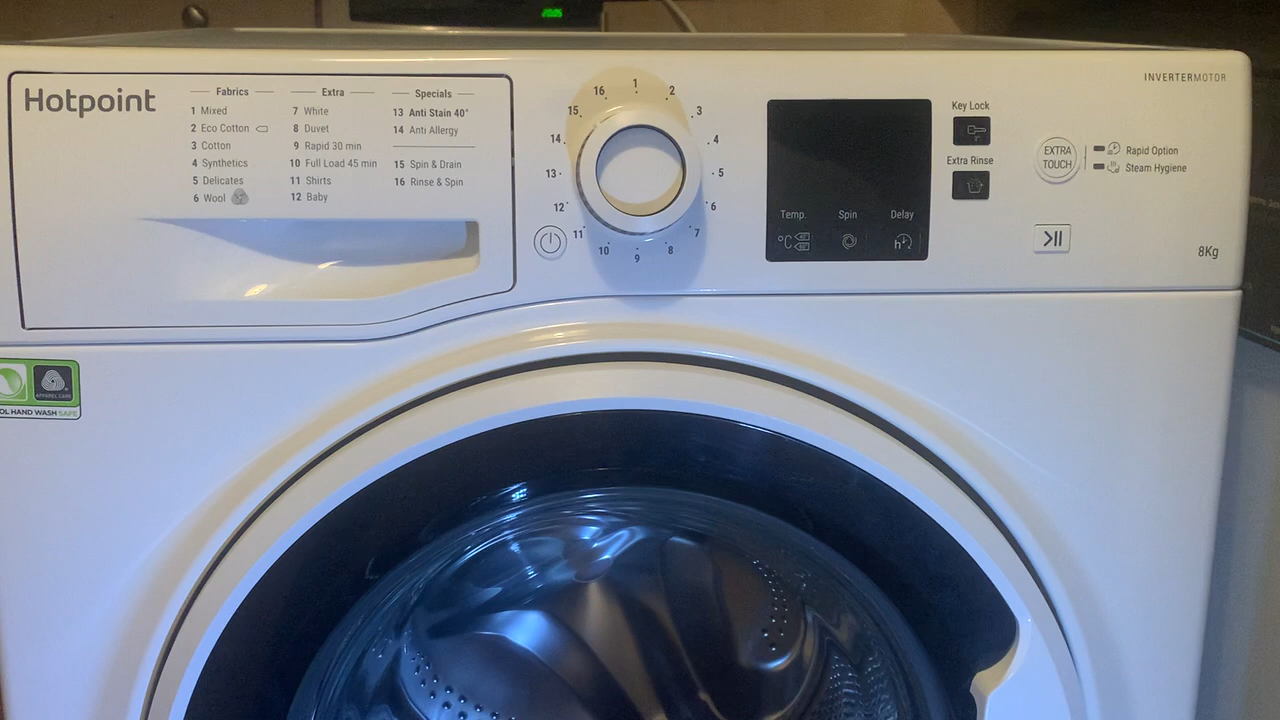 20:05
INVERTERMOTOR
Hotpoint
Fabrics
1 Mixed
2 Eco Cotton
3 Cotton
4 Synthetics
5 Delicates
6 Wool
Extra
7 White
8 Duvet
9 Rapid 30 min
10 Full Load 45 min
11 Shirts
12 Baby
Specials
13 Anti Stain 40°
14 Anti Allergy
15 Spin & Drain
16 Rinse & Spin
1
2
3
4
5
6
7
8
9
10
11
12
13
14
15
16
Temp.
Spin
Delay
°C
h
Key Lock
Extra Rinse
EXTRA
TOUCH
Rapid Option
Steam Hygiene
8Kg
APPAREL CARE
OL HAND WASH SAFE